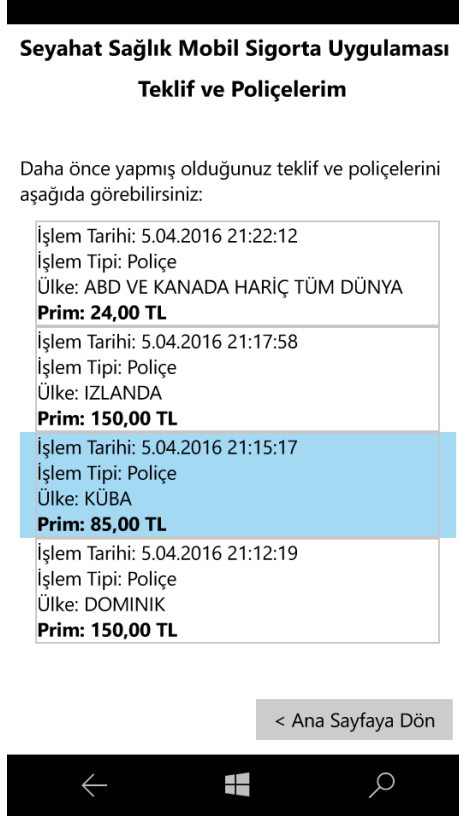 Seyahat Sağlık Mobil Sigorta Uygulaması
Teklif ve Poliçelerim
Daha önce yapmış olduğunuz teklif ve poliçelerini
aşağıda görebilirsiniz:
İşlem Tarihi: 5.04.2016 21:22:12
İşlem Tipi: Poliçe
Ülke: ABD VE KANADA HARİÇ TÜM DÜNYA
Prim: 24,00 TL
İşlem Tarihi: 5.04.2016 21:17:58
İşlem Tipi: Poliçe
Ülke: IZLANDA
Prim: 150,00 TL
İşlem Tarihi: 5.04.2016 21:15:17
İşlem Tipi: Poliçe
Ülke: KÜBA
Prim: 85,00 TL
İşlem Tarihi: 5.04.2016 21:12:19
İşlem Tipi: Poliçe
Ülke: DOMINIK
Prim: 150,00 TL
< Ana Sayfaya Dön